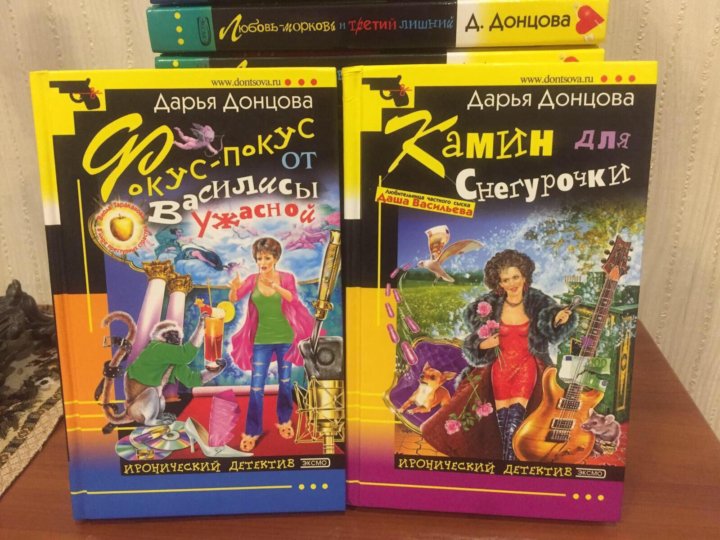 Любовь-морковь и третий лишний
Д. Донцова
www.dontsova.ru
Дарья Донцова
Фокус-покус
от
Василисы
Ужасной
ИРОНИЧЕСКИЙ ДЕТЕКТИВ
ЭКСМО
www.dontsova.ru
Дарья Донцова
Камин для
Снегурочки
Любительница частного сыска
Даша Васильева
ИРОНИЧЕСКИЙ ДЕТЕКТИВ
ЭКСМО